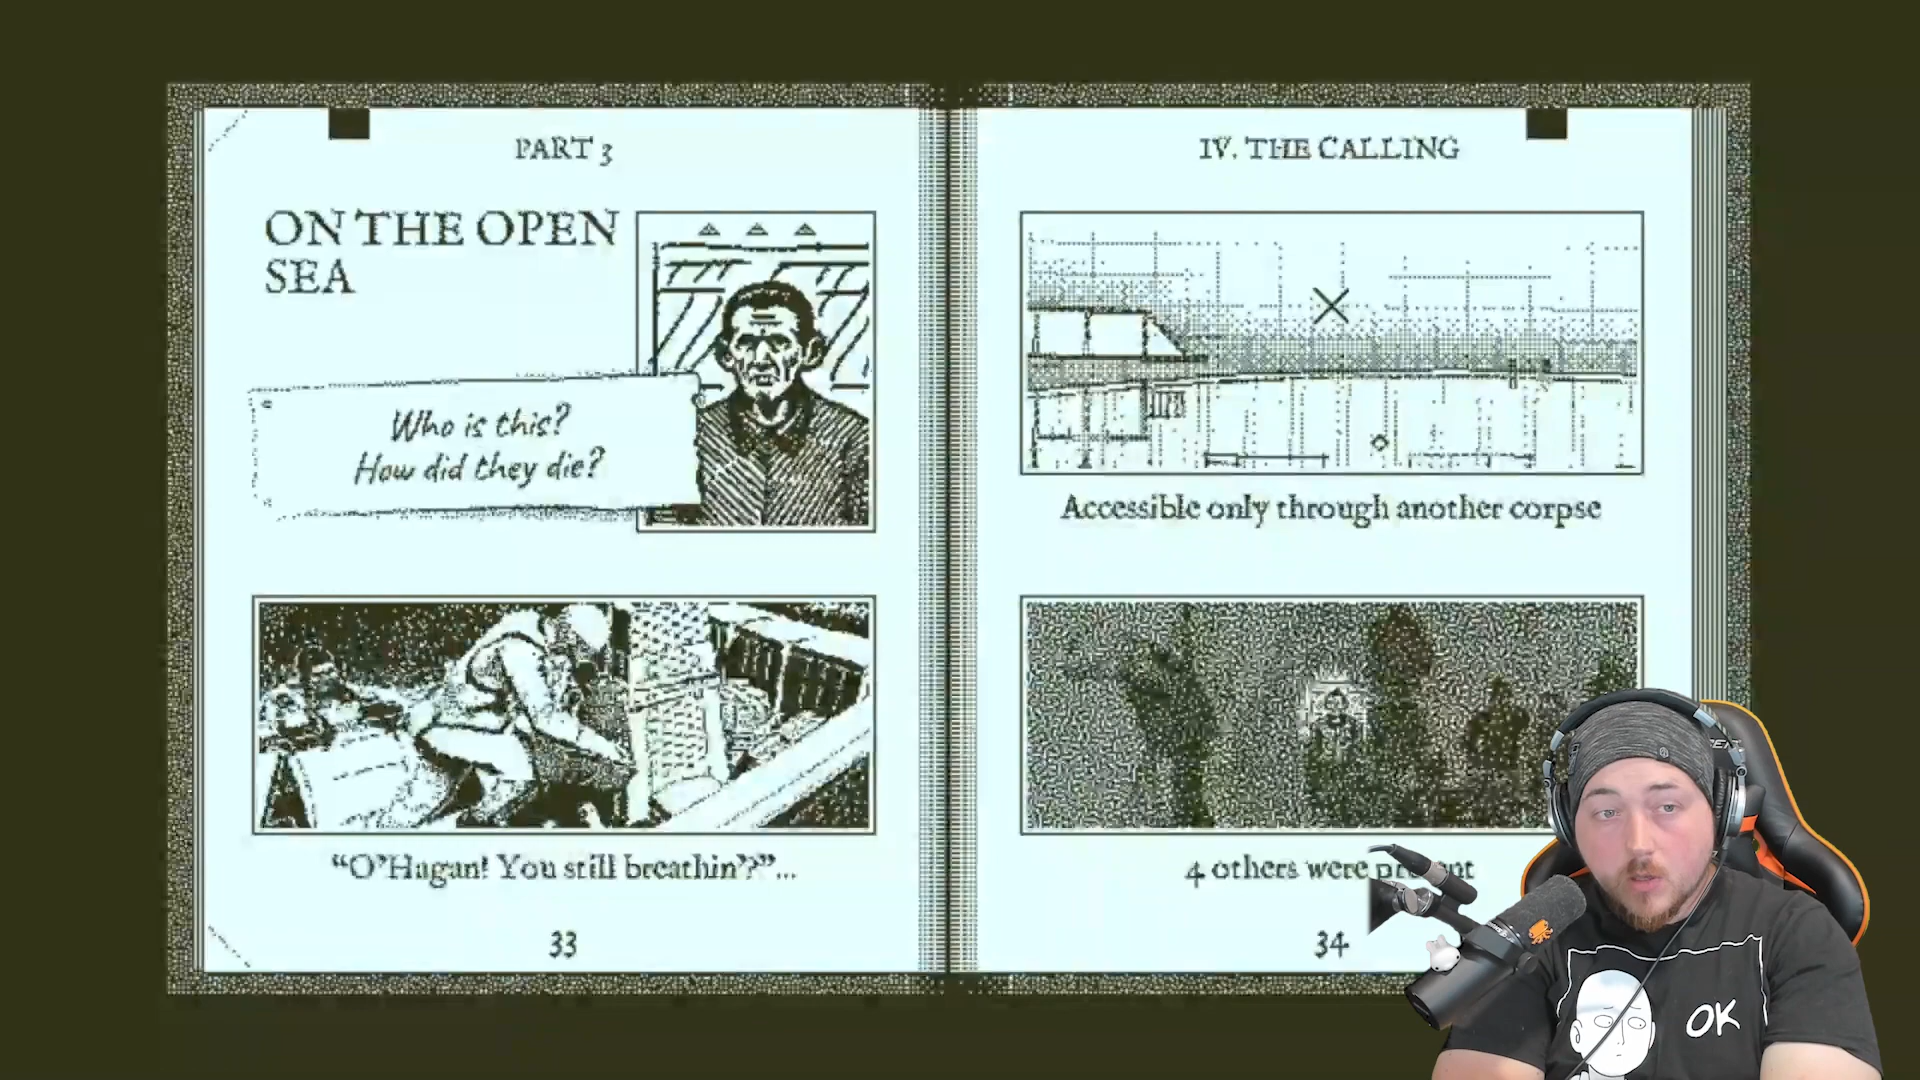 PART 3
ON THE OPEN
SEA
Who is this?
How did they die?
"O'Hagan! You still breathin'?"...
33
IV. THE CALLING
Accessible only through another corpse
4 others were
34
OK